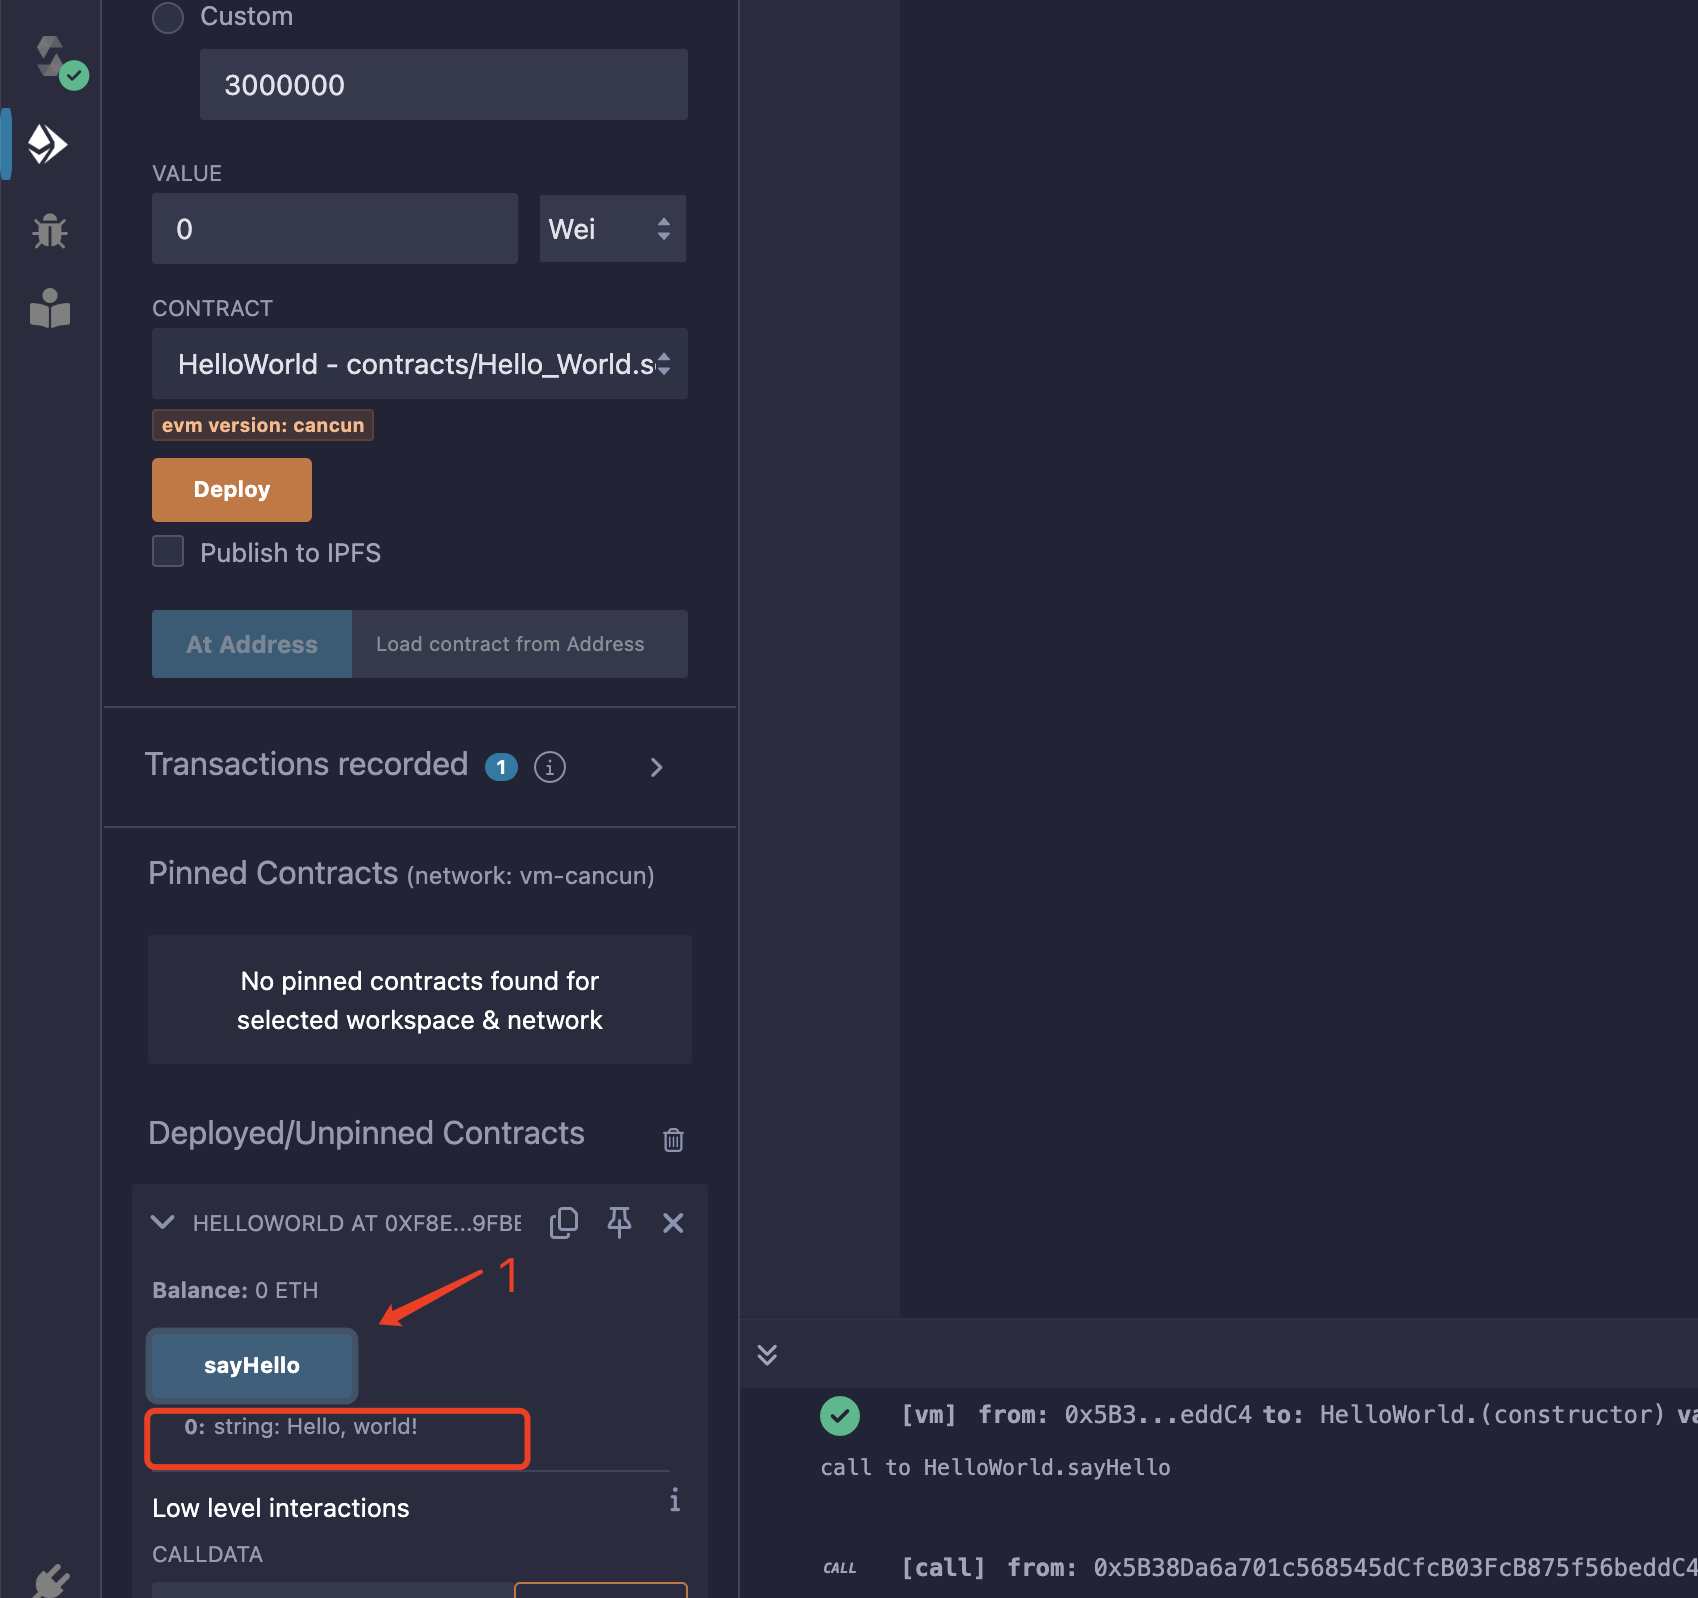 Custom
3000000
VALUE
0
Wei
CONTRACT
HelloWorld - contracts/Hello_World.s
evm version: cancun
Deploy
Publish to IPFS
At Address
Load contract from Address
Transactions recorded 1 i
Pinned Contracts (network: vm-cancun)
No pinned contracts found for
selected workspace & network
Deployed/Unpinned Contracts
HELLOWORLD AT 0XF8E...9FBE
Balance: 0 ETH
1
sayHello
0: string: Hello, world!
Low level interactions
i
CALLDATA
[vm] from: 0x5B3...eddC4 to: HelloWorld.(constructor) va
call to HelloWorld.sayHello
CALL [call] from: 0x5B38Da6a701c568545dCfcB03FcB875f56beddC4